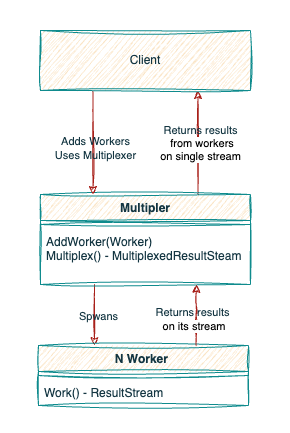 Client
Adds Workers
Uses Multiplexer
Returns results
from workers
on single stream
Multipler
AddWorker(Worker)
Multiplex() - MultiplexedResultSteam
Spwans
Returns results
on its stream
N Worker
Work() - ResultStream